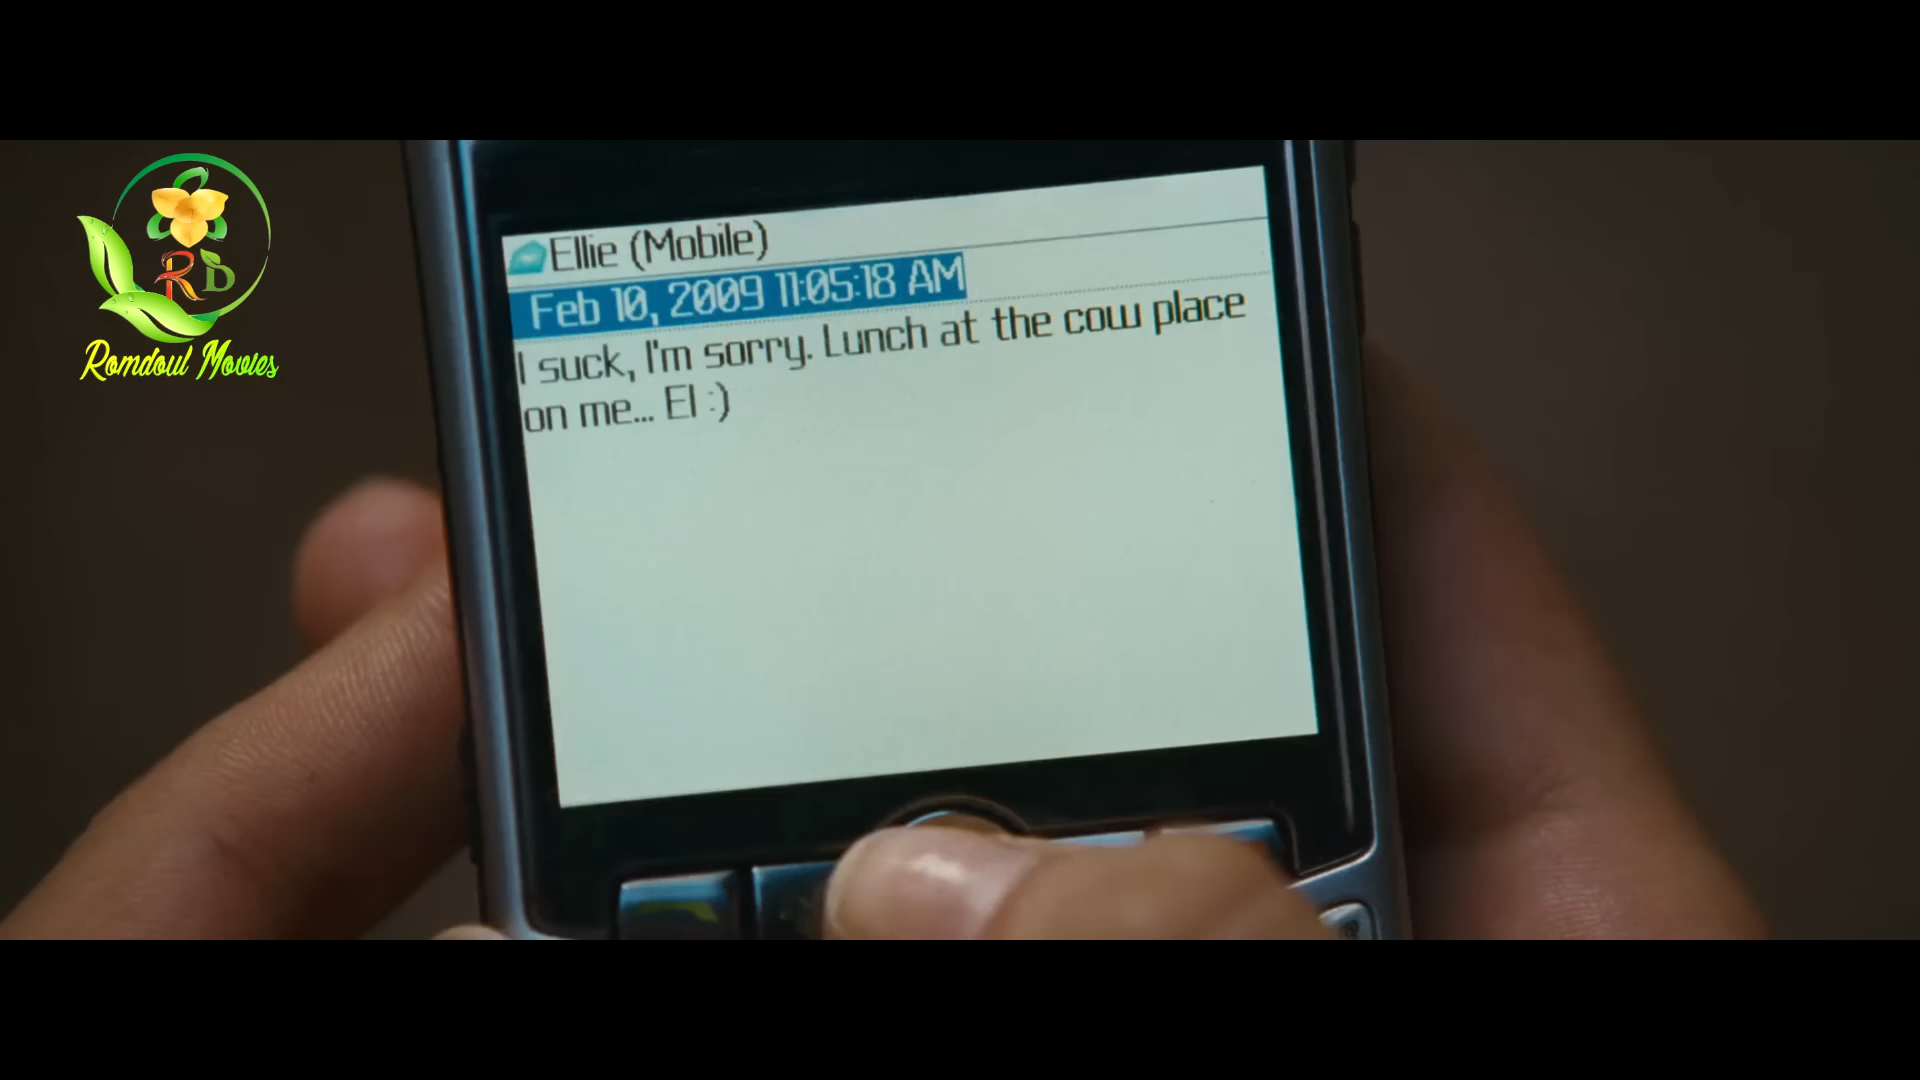 RD
Romdoul Movies
Ellie (Mobile)
Feb 10, 2009 11:05:18 AM
I suck, I'm sorry. Lunch at the cow place
on me... El :)